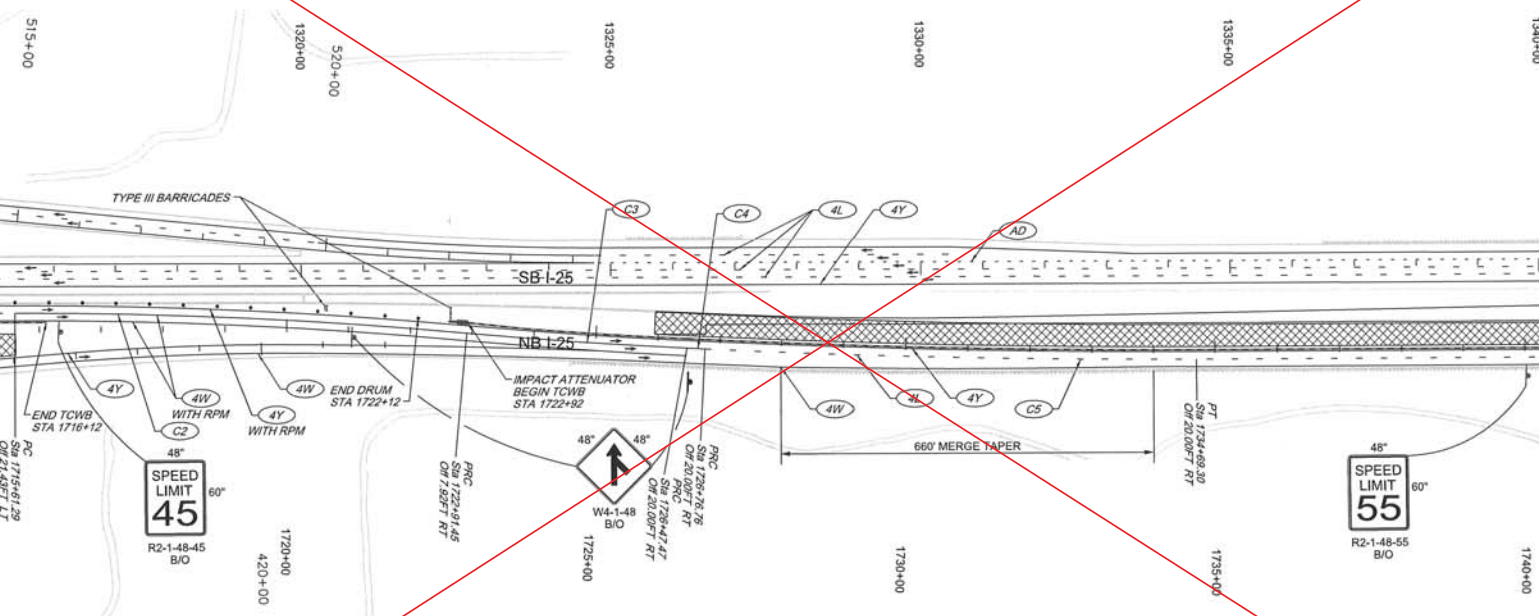 515+00
1320+00
520+00
1325+00
1330+00
1335+00
1340+00
TYPE III BARRICADES
C3
C4
4L
4Y
AD
SB I-25
NB I-25
4Y
4W
WITH RPM
C2
4W
4Y
WITH RPM
END DRUM
STA 1722+12
IMPACT ATTENUATOR
BEGIN TCWB
STA 1722+92
4W
4L
4Y
C5
END TCWB
STA 1716+12
660' MERGE TAPER
PC
Sta 1715+61.29
Off 21.43FT LT
48"
SPEED
LIMIT
45
60"
R2-1-48-45
B/O
PRC
Sta 1722+91.45
Off 7.92FT RT
48"
48"
W4-1-48
B/O
PRC
Sta 1726+47.47
Off 20.00FT RT
PRC
Sta 1726+76.76
Off 20.00FT RT
PT
Sta 1734+69.30
Off 20.00FT RT
48"
SPEED
LIMIT
55
60"
R2-1-48-55
B/O
1720+00
420+00
1725+00
1730+00
1735+00
1740+00